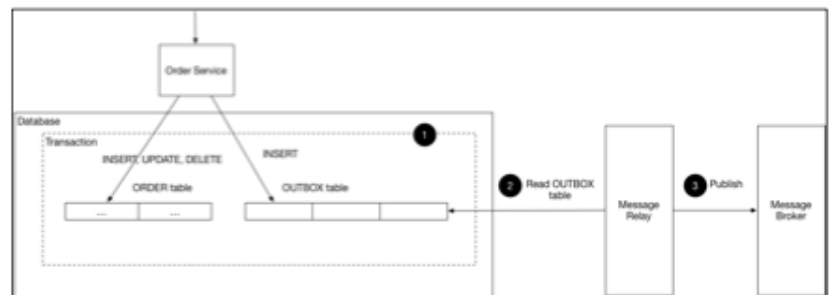 Order Service
Database
Transaction
1
INSERT, UPDATE, DELETE
INSERT
ORDER table
OUTBOX table
....
....
2
Read OUTBOX
table
Message
Relay
3
Publish
Message
Broker